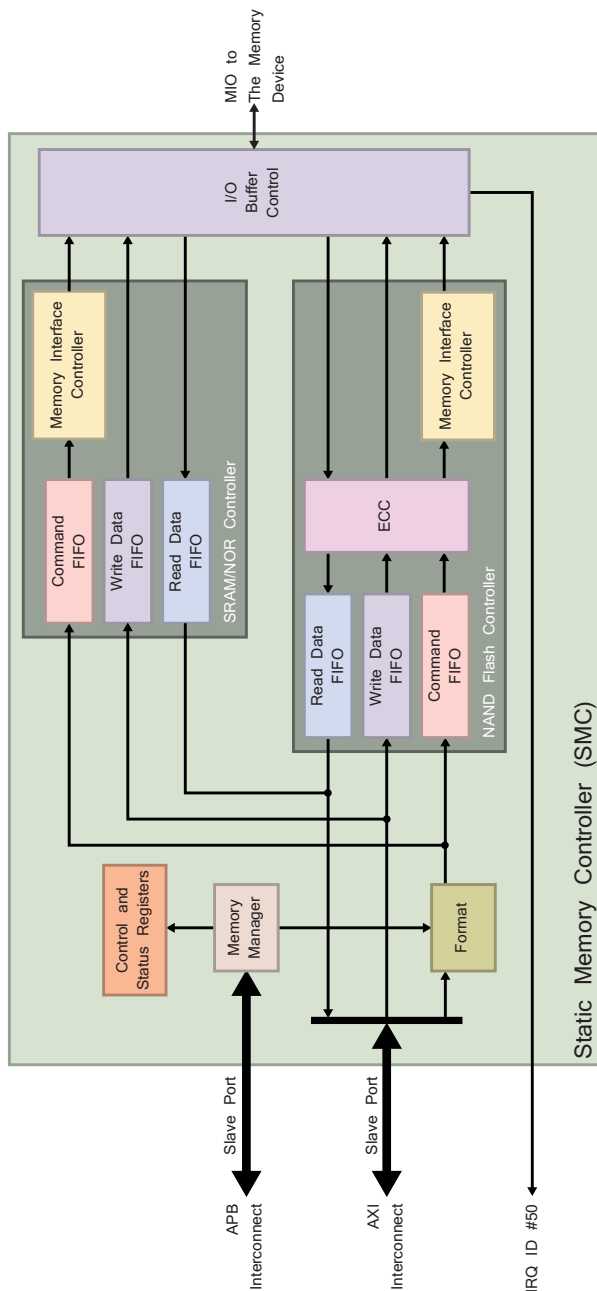 MIO to
The Memory
Device
I/O
Buffer
Control
Memory Interface
Controller
Command
FIFO
Write Data
FIFO
Read Data
FIFO
SRAM/NOR Controller
ECC
Memory Interface
Controller
Read Data
FIFO
Write Data
FIFO
Command
FIFO
NAND Flash Controller
Control and
Status Registers
Memory
Manager
Format
Static Memory Controller (SMC)
Slave Port
Slave Port
APB
Interconnect
AXI
Interconnect
IRQ ID #50